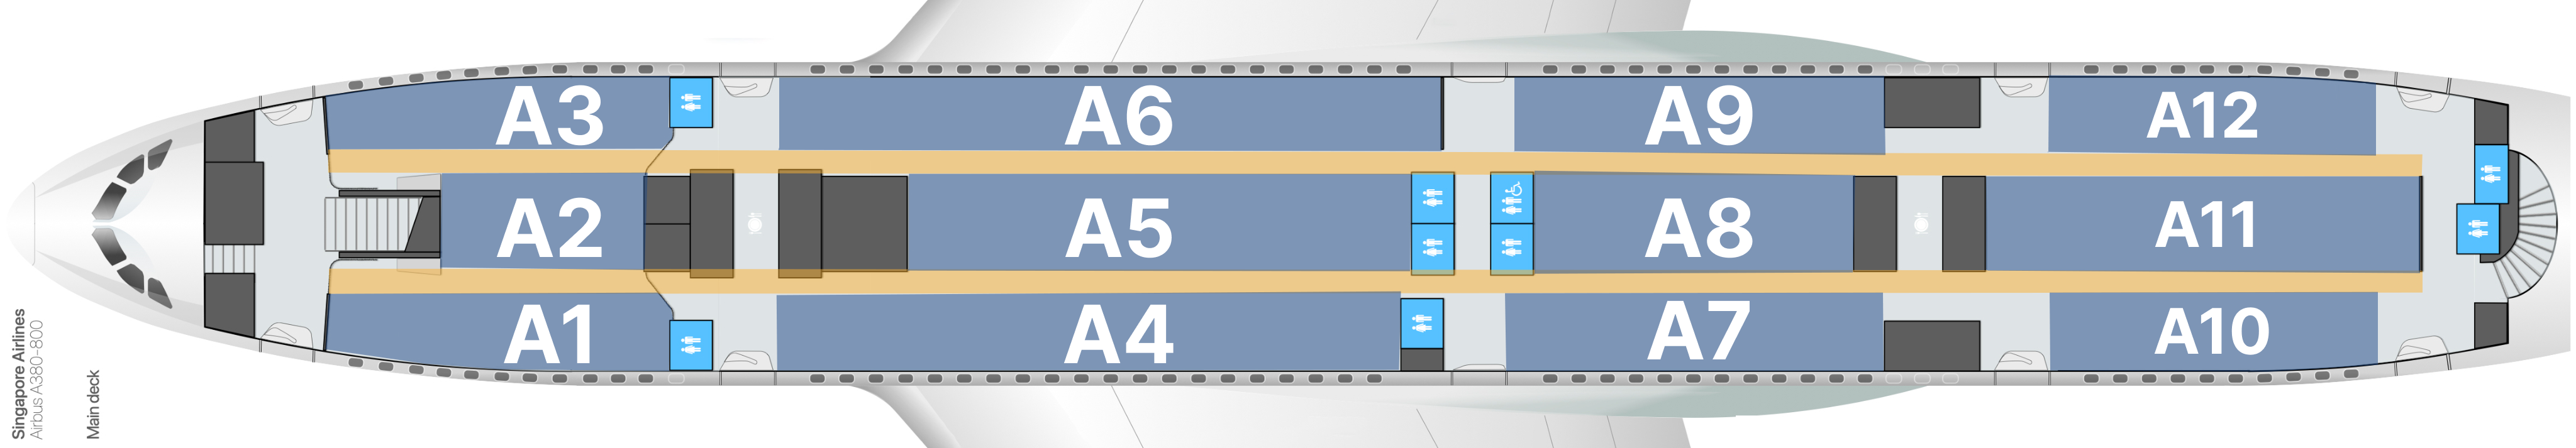 A3
A6
A9
A12
A2
A5
A8
A11
A1
A4
A7
A10
Singapore Airlines
Airbus A380-800
Main deck